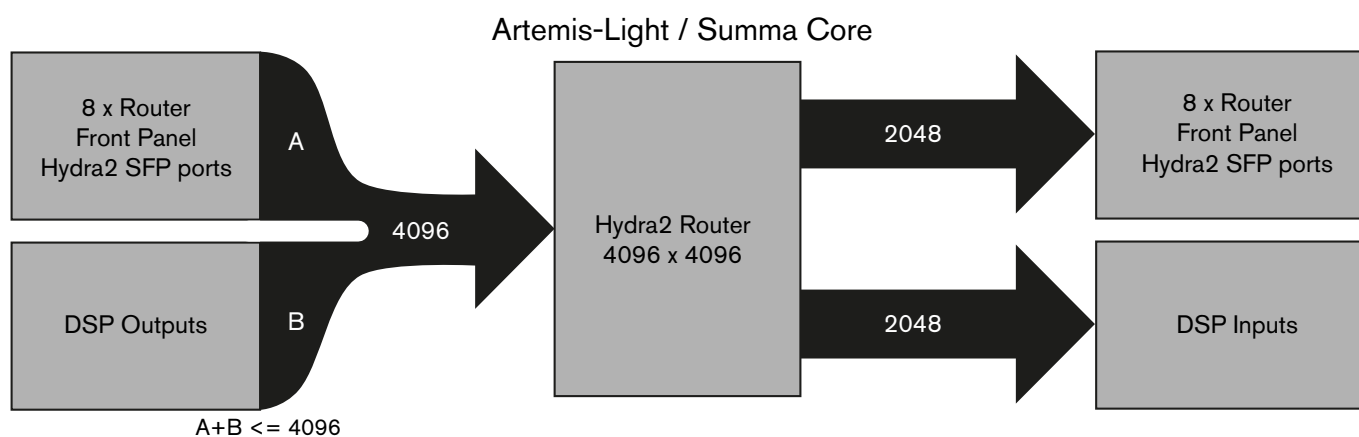 Artemis-Light / Summa Core
8 x Router
Front Panel
Hydra2 SFP ports
A
4096
DSP Outputs
B
A+B <= 4096
Hydra2 Router
4096 x 4096
2048
2048
8 x Router
Front Panel
Hydra2 SFP ports
DSP Inputs